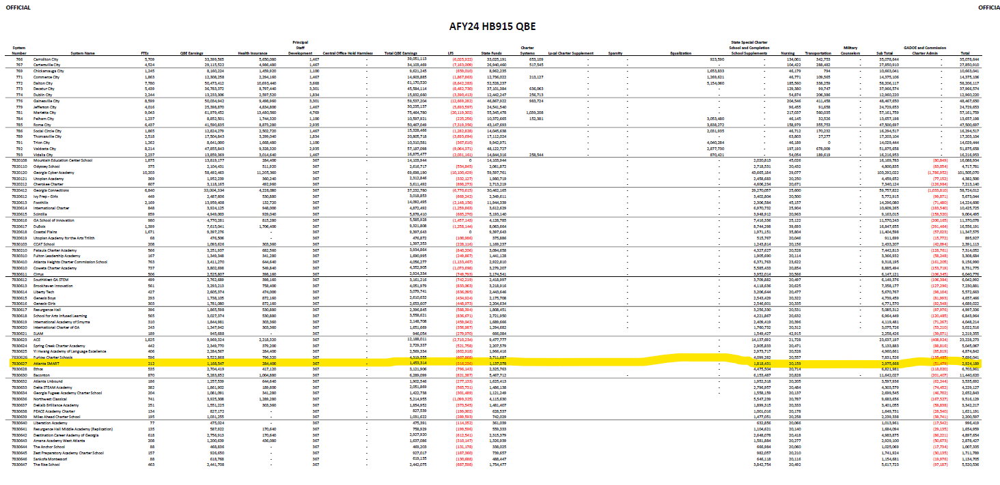 OFFICIAL OFFICIA
AFY24 HB915 QBE
System Number System Name FTEs QBE Earnings Health Insurance Principal Staff Development Central Office Hold Harmless Total QBE Earnings LFS State Funds Charter Systems Local Charter Supplement Sparsity Equalization State Special Charter School and Completion School Supplements Nursing Transportation Military Counselors Sub Total GADOE and Commission Charter Admin Total
766 Carrollton City 5,709 33,399,565 5,650,080 1,467 - 39,051,113 (6,025,922) 33,025,191 653,109 - - 923,590 - 134,001 342,753 - 35,078,644 - 35,078,644
767 Cartersville City 4,524 29,115,522 4,986,480 1,467 - 34,103,469 (7,163,009) 26,940,460 517,545 - - - - 104,422 288,482 - 27,850,910 - 27,850,910
769 Chickamauga City 1,245 8,160,224 1,459,920 1,100 - 9,621,245 (659,010) 8,962,235 - - 1,653,833 - 46,179 794 - 10,663,041 - 10,663,041
771 Commerce City 1,863 12,308,258 2,294,160 1,467 - 14,603,885 (1,867,863) 12,736,022 213,127 - - 1,269,621 - 46,771 109,565 - 14,375,106 - 14,375,106
772 Dalton City 7,780 50,473,412 10,693,440 3,668 - 61,170,520 (8,642,283) 52,528,237 - - 5,154,060 - 185,560 338,259 - 58,206,117 - 58,206,117
773 Decatur City 5,439 36,783,372 8,797,440 3,301 - 45,584,114 (8,482,730) 37,101,384 636,063 - - - - 129,380 99,747 - 37,966,574 - 37,966,574
774 Dublin City 2,244 13,233,306 2,597,520 1,834 - 15,832,660 (3,390,413) 12,442,247 256,713 - - - - 54,874 206,386 - 12,960,220 - 12,960,220
776 Gainesville City 8,599 50,034,942 9,498,960 3,301 - 59,537,204 (12,669,282) 46,867,922 983,724 - - - - 204,546 411,458 - 48,467,650 - 48,467,650
779 Jefferson City 4,016 25,398,870 4,834,800 1,467 - 30,235,137 (5,693,597) 24,541,540 - - - - 96,455 91,658 - 24,729,653 - 24,729,653
781 Marietta City 9,043 61,979,452 13,480,560 4,769 - 75,464,780 (20,119,302) 55,345,478 1,039,208 - - - - 217,037 560,035 - 57,161,759 - 57,161,759
784 Pelham City 1,237 8,852,501 1,744,320 1,100 - 10,597,921 (225,256) 10,372,665 152,381 - - 3,053,480 - 46,145 32,526 - 13,657,198 - 13,657,198
785 Rome City 6,437 41,590,835 8,873,280 2,935 - 50,467,049 (7,319,356) 43,147,693 - - 3,838,272 - 158,979 355,753 - 47,500,697 - 47,500,697
786 Social Circle City 1,865 12,824,279 2,502,720 1,467 - 15,328,466 (1,282,828) 14,045,638 - - 2,031,935 - 46,712 170,232 - 16,294,517 - 16,294,517
789 Thomasville City 2,518 17,504,843 3,299,040 1,834 - 20,805,718 (3,693,694) 17,112,024 - - - - 63,803 27,277 - 17,203,104 - 17,203,104
791 Trion City 1,262 8,641,000 1,668,480 1,100 - 10,310,581 (367,610) 9,942,971 - - 4,040,284 - 46,189 0 - 14,029,444 - 14,029,444
792 Valdosta City 8,214 47,855,843 9,328,320 2,935 - 57,187,098 (9,064,371) 48,122,727 - - 2,877,730 - 197,193 678,009 - 51,875,658 - 51,875,658
793 Vidalia City 2,237 13,859,369 3,014,640 1,467 - 16,875,477 (2,031,161) 14,844,316 258,544 - - 870,421 - 54,054 189,619 - 16,216,953 - 16,216,953
7820108 Mountain Education Center School 1,875 13,819,177 284,400 367 - 14,103,944 0 14,103,944 - - - 2,020,813 45,026 - 16,169,783 (80,849) 16,088,934
7820110 Odyssey School 375 2,104,431 511,920 367 - 2,616,717 (554,845) 2,061,872 - - - 2,718,531 20,432 - 4,800,835 (83,054) 4,717,781
7820120 Georgia Cyber Academy 10,203 58,492,463 11,205,360 367 - 69,698,190 (10,100,429) 59,597,761 - - - 43,665,184 29,077 - 103,292,022 (1,786,952) 101,505,070
7820121 Utopian Academy 369 1,952,239 360,240 367 - 2,312,846 (332,127) 1,980,719 - - - 2,458,683 20,250 - 4,459,652 (77,152) 4,382,500
7820212 Cherokee Charter 607 3,118,165 492,960 367 - 3,611,492 (898,273) 2,713,219 - - - 4,606,234 20,671 - 7,340,124 (126,984) 7,213,140
7820412 Georgia Connections 6,840 33,004,334 4,228,080 367 - 37,232,780 (6,770,615) 30,462,165 - - - 29,270,057 25,600 - 59,757,822 (1,033,810) 58,724,012
7820612 Ivy Prep - Girls 449 2,487,606 530,880 367 - 3,018,853 (669,242) 2,349,611 - - - 3,402,804 20,500 - 5,772,915 (99,871) 5,673,044
7820613 Foothills 2,169 13,959,408 132,720 367 - 14,092,495 (2,148,156) 11,944,339 - - - 2,306,584 45,157 - 14,296,080 (71,480) 14,224,600
7820614 International Charter 848 3,924,125 948,000 367 - 4,872,492 (1,259,863) 3,612,629 - - - 6,970,732 25,904 - 10,609,265 (183,540) 10,425,725
7820615 Scintilla 859 4,949,003 929,040 367 - 5,878,410 (685,270) 5,193,140 - - - 3,948,912 20,963 - 9,163,015 (158,520) 9,004,495
7820616 GA School of Innovation 980 4,770,281 815,280 367 - 5,585,928 (1,457,143) 4,128,785 - - - 7,416,336 25,122 - 11,570,243 (200,165) 11,370,078
7820617 DuBois 1,399 7,615,041 1,706,400 367 - 9,321,808 (1,258,144) 8,063,664 - - - 8,744,298 39,693 - 16,847,655 (291,464) 16,556,191
7820618 Coastal Plains 1,671 9,397,276 - 367 - 9,397,643 0 9,397,643 - - - 1,971,151 35,804 - 11,404,598 (57,023) 11,347,575
7820619 Utopian Academy for the Arts Trilith 68 476,506 - 367 - 476,872 (100,986) 375,886 - - - 515,767 20,046 - 911,699 (15,772) 895,927
7830103 CCAT School 208 1,093,626 303,360 367 - 1,397,353 (228,116) 1,169,237 - - - 1,243,814 20,156 - 2,433,207 (42,094) 2,391,113
7830210 Pataula Charter Academy 566 3,251,937 682,560 367 - 3,934,864 (840,206) 3,094,658 - - - 4,327,627 20,528 - 7,442,813 (128,761) 7,314,052
7830310 Fulton Leadership Academy 167 1,349,348 341,280 367 - 1,690,995 (249,867) 1,441,128 - - - 1,905,690 20,114 - 3,366,932 (58,248) 3,308,684
7830410 Atlanta Heights Charter Commission School 763 3,411,270 644,640 367 - 4,056,277 (1,133,467) 2,922,810 - - - 6,371,763 23,622 - 9,318,195 (161,205) 9,156,990
7830610 Coweta Charter Academy 737 3,802,698 549,840 367 - 4,352,905 (1,073,698) 3,279,207 - - - 5,585,433 20,854 - 8,885,494 (153,719) 8,731,775
7830611 Cirrus 506 2,525,807 398,160 367 - 2,924,334 (749,793) 2,174,541 - - - 3,952,014 20,566 - 6,147,121 (106,345) 6,040,776
7830612 SouthWest GA STEM 499 2,762,689 398,160 367 - 3,161,216 (742,219) 2,418,997 - - - 3,709,882 20,497 - 6,149,376 (106,384) 6,042,992
7830613 Brookhaven Innovation 561 3,293,213 758,400 367 - 4,051,979 (833,063) 3,218,916 - - - 4,118,636 20,625 - 7,358,177 (127,296) 7,230,881
7830614 Liberty Tech 427 2,605,374 474,000 367 - 3,079,741 (636,095) 2,443,646 - - - 3,206,644 20,477 - 5,670,767 (98,104) 5,572,663
7830615 Genesis Boys 293 1,738,105 872,160 367 - 2,610,632 (434,924) 2,175,708 - - - 2,543,429 20,322 - 4,739,459 (81,993) 4,657,466
7830616 Genesis Girls 303 1,781,080 872,160 367 - 2,653,607 (448,973) 2,204,634 - - - 2,546,601 20,335 - 4,771,570 (82,548) 4,689,022
7830617 Resurgence Hall 396 1,865,598 530,880 367 - 2,396,845 (588,394) 1,808,451 - - - 3,256,330 20,531 - 5,085,312 (87,976) 4,997,336
7830618 School for Arts Infused Learning 565 3,027,374 530,880 367 - 3,558,621 (836,671) 2,721,950 - - - 4,221,867 20,632 - 6,964,449 (120,485) 6,843,964
7830619 International Academy of Smyrna 310 1,844,981 303,360 367 - 2,148,708 (459,042) 1,689,666 - - - 2,409,419 20,396 - 4,119,481 (71,267) 4,048,214
7830620 International Charter of GA 243 1,347,942 303,360 367 - 1,651,669 (356,987) 1,294,682 - - - 1,760,732 20,312 - 3,075,726 (53,210) 3,022,516
7830621 SLAM 189 945,688 - 367 - 946,054 (279,970) 666,084 - - - 1,549,427 42,915 - 2,258,426 (39,071) 2,219,355
7830623 ACE 1,825 9,969,324 2,218,320 367 - 12,188,011 (2,710,234) 9,477,777 - - - 14,137,692 21,728 - 23,637,197 (408,924) 23,228,273
7830624 Spring Creek Charter Academy 442 2,349,770 379,200 367 - 2,729,337 (521,758) 2,207,579 - - - 2,905,833 20,471 - 5,133,883 (88,816) 5,045,067
7830625 Yi Hwang Academy of Language Excellence 406 2,284,567 284,400 367 - 2,569,334 (602,918) 1,966,416 - - - 2,973,717 20,528 - 4,960,661 (85,819) 4,874,842
7830626 Furlow Charter Schools 596 3,522,868 796,320 367 - 4,319,555 (607,868) 3,711,687 - - 4,099,282 20,557 - 7,831,526 (135,485) 7,696,041
7830627 Atlanta SMART 212 1,168,547 284,400 367 - 1,453,314 (316,236) 1,137,078 - - 1,818,431 20,159 - 2,975,668 (51,479) 2,924,189
7830628 Ethos 535 2,704,419 417,120 367 - 3,121,906 (796,143) 2,325,763 - - - 4,475,504 20,714 - 6,821,981 (118,020) 6,703,961
7830630 Baconton 870 5,283,852 1,004,880 367 - 6,289,099 (821,387) 5,467,712 - - - 6,153,487 20,828 - 11,642,027 (201,407) 11,440,620
7830632 Atlanta Unbound 186 1,257,539 644,640 367 - 1,902,546 (277,133) 1,625,413 - - - 1,952,318 20,205 3,597,936 (62,244) 3,535,692
7830633 Delta STEAM Academy 382 1,861,902 189,600 367 - 2,051,869 (565,731) 1,486,138 - - - 2,796,957 20,484 4,303,579 (74,452) 4,229,127
7830634 Georgia Fugees Academy Charter School 204 1,081,091 341,280 367 - 1,422,738 (301,489) 1,121,249 - - - 1,558,159 20,137 2,699,545 (46,702) 2,652,843
7830636 Northwest Classical 741 3,925,308 1,289,280 367 - 5,214,955 (1,099,325) 4,115,630 - 5,547,239 20,787 9,683,656 (167,527) 9,516,129
7830637 DeKalb Brilliance Academy 251 1,551,225 303,360 367 - 1,854,952 (373,545) 1,481,407 - 1,899,315 20,333 3,401,055 (58,838) 3,342,217
7830638 PEACE Academy Charter 134 827,172 - 367 - 827,539 (199,002) 628,537 - 1,001,016 20,178 1,649,731 (28,540) 1,621,191
7830639 Miles Ahead Charter School 195 1,031,255 - 367 - 1,031,622 (289,593) 742,029 - 1,477,051 20,258 2,239,338 (38,741) 2,200,597
7830640 Liberation Academy 77 475,024 - 367 - 475,391 (114,352) 361,039 - 632,856 20,066 1,013,961 (17,542) 996,419
7830641 Resurgence Hall Middle Academy (Replication) 135 587,922 170,640 367 - 758,929 (199,596) 559,333 - 1,104,621 20,140 1,684,094 (29,135) 1,654,959
7830642 Destination Career Aademy of Georgia 618 2,756,913 170,640 367 - 2,927,920 (612,541) 2,315,379 - 2,648,078 20,418 4,983,875 (86,221) 4,897,654
7830643 Amana Academy West Atlanta 208 1,200,639 436,080 367 - 1,637,086 (310,147) 1,326,939 - 1,581,884 20,277 2,929,100 (50,673) 2,878,427
7830644 The Anchor School 88 468,836 - 367 - 469,203 (131,178) 338,025 - 666,984 20,060 1,025,069 (17,734) 1,007,335
7830645 Zest Preparatory Academy Charter School 157 926,650 - 367 - 927,017 (187,360) 739,657 - 982,057 20,210 1,741,924 (30,135) 1,711,789
7830646 Sankofa Montessori 88 618,768 - 367 - 619,135 (130,688) 488,447 - 646,118 20,116 1,154,681 (19,976) 1,134,705
7830647 The Rise School 463 2,441,708 - 367 - 2,442,075 (687,598) 1,754,477 - 3,842,754 20,492 5,617,723 (97,187) 5,520,536